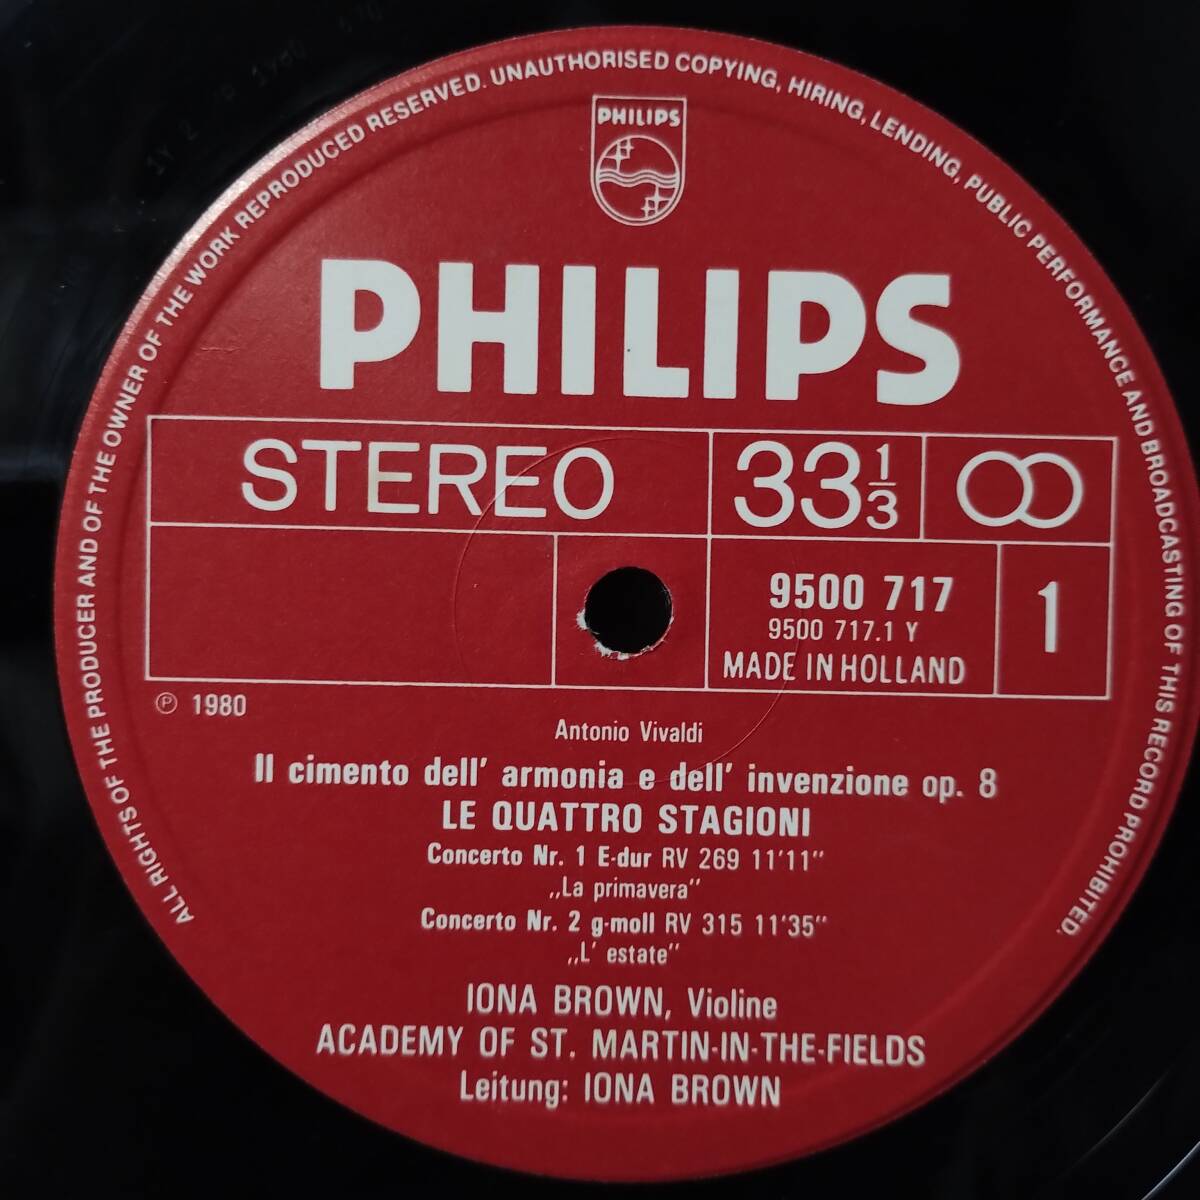 ALL RIGHTS OF THE PRODUCER AND OF THE OWNER OF THE WORK REPRODUCED RESERVED. UNAUTHORISED COPYING, HIRING, LENDING, PUBLIC PERFORMANCE AND BROADCASTING OF THIS RECORD PROHIBITED.
PHILIPS
PHILIPS
STEREO 33 1/3
9500 717 1
9500 717.1 Y
MADE IN HOLLAND
℗ 1980
Antonio Vivaldi
Il cimento dell' armonia e dell' invenzione op. 8
LE QUATTRO STAGIONI
Concerto Nr. 1 E-dur RV 269 11'11"
„La primavera"
Concerto Nr. 2 g-moll RV 315 11'35"
„L' estate"
IONA BROWN, Violine
ACADEMY OF ST. MARTIN-IN-THE-FIELDS
Leitung: IONA BROWN